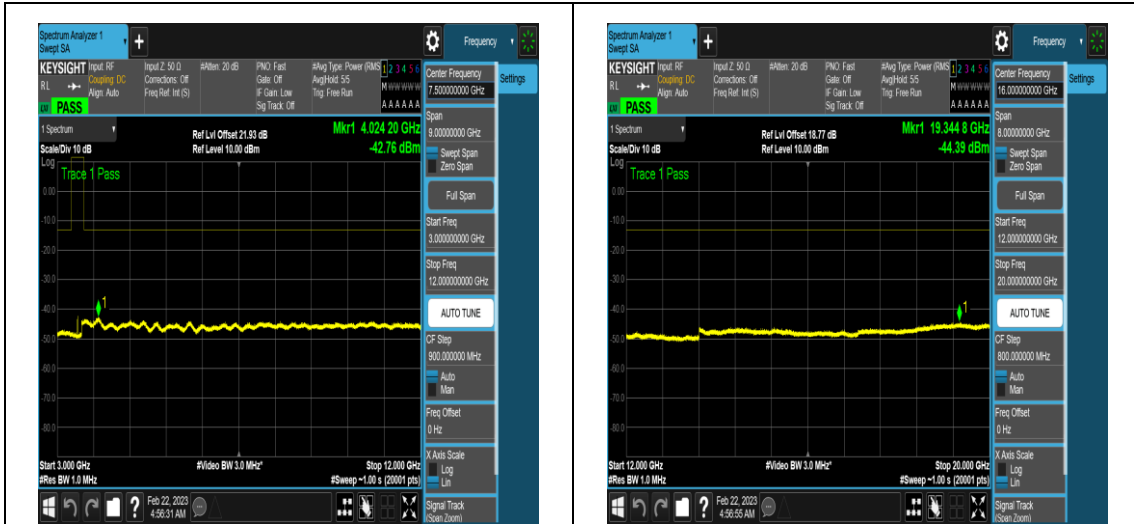 Spectrum Analyzer 1
Swept SA
Frequency
KEYSIGHT
Input: RF
Coupling: DC
Align: Auto
Input Z: 50 Ω
Corrections: Off
Freq Ref: Int (S)
#Atten: 20 dB
PNO: Fast
Gate: Off
IF Gain: Low
Sig Track: Off
#Avg Type: Power (RMS
Avg|Hold: 5/5
Trig: Free Run
1 2 3 4 5 6
M W W W W W
A A A A A A
R L
PASS
1 Spectrum
Scale/Div 10 dB
Ref Lvl Offset 21.93 dB
Ref Level 10.00 dBm
Mkr1 4.024 20 GHz
-42.76 dBm
Log
Trace 1 Pass
0.00
-10.0
-20.0
-30.0
-40.0
-50.0
-60.0
-70.0
-80.0
1
Start 3.000 GHz
#Res BW 1.0 MHz
#Video BW 3.0 MHz*
Stop 12.000 GHz
#Sweep ~1.00 s (20001 pts)
Center Frequency
7.500000000 GHz
Settings
Span
9.00000000 GHz
Swept Span
Zero Span
Full Span
Start Freq
3.000000000 GHz
Stop Freq
12.000000000 GHz
AUTO TUNE
CF Step
900.000000 MHz
Auto
Man
Freq Offset
0 Hz
X Axis Scale
Log
Lin
Signal Track
(Span Zoom)
?
Feb 22, 2023
4:56:31 AM
Spectrum Analyzer 1
Swept SA
Frequency
KEYSIGHT
Input: RF
Coupling: DC
Align: Auto
Input Z: 50 Ω
Corrections: Off
Freq Ref: Int (S)
#Atten: 20 dB
PNO: Fast
Gate: Off
IF Gain: Low
Sig Track: Off
#Avg Type: Power (RMS
Avg|Hold: 5/5
Trig: Free Run
1 2 3 4 5 6
M W W W W W
A A A A A A
R L
PASS
1 Spectrum
Scale/Div 10 dB
Ref Lvl Offset 18.77 dB
Ref Level 10.00 dBm
Mkr1 19.344 8 GHz
-44.39 dBm
Log
Trace 1 Pass
0.00
-10.0
-20.0
-30.0
-40.0
-50.0
-60.0
-70.0
-80.0
1
Start 12.000 GHz
#Res BW 1.0 MHz
#Video BW 3.0 MHz*
Stop 20.000 GHz
#Sweep ~1.00 s (20001 pts)
Center Frequency
16.000000000 GHz
Settings
Span
8.00000000 GHz
Swept Span
Zero Span
Full Span
Start Freq
12.000000000 GHz
Stop Freq
20.000000000 GHz
AUTO TUNE
CF Step
800.000000 MHz
Auto
Man
Freq Offset
0 Hz
X Axis Scale
Log
Lin
Signal Track
(Span Zoom)
?
Feb 22, 2023
4:56:55 AM